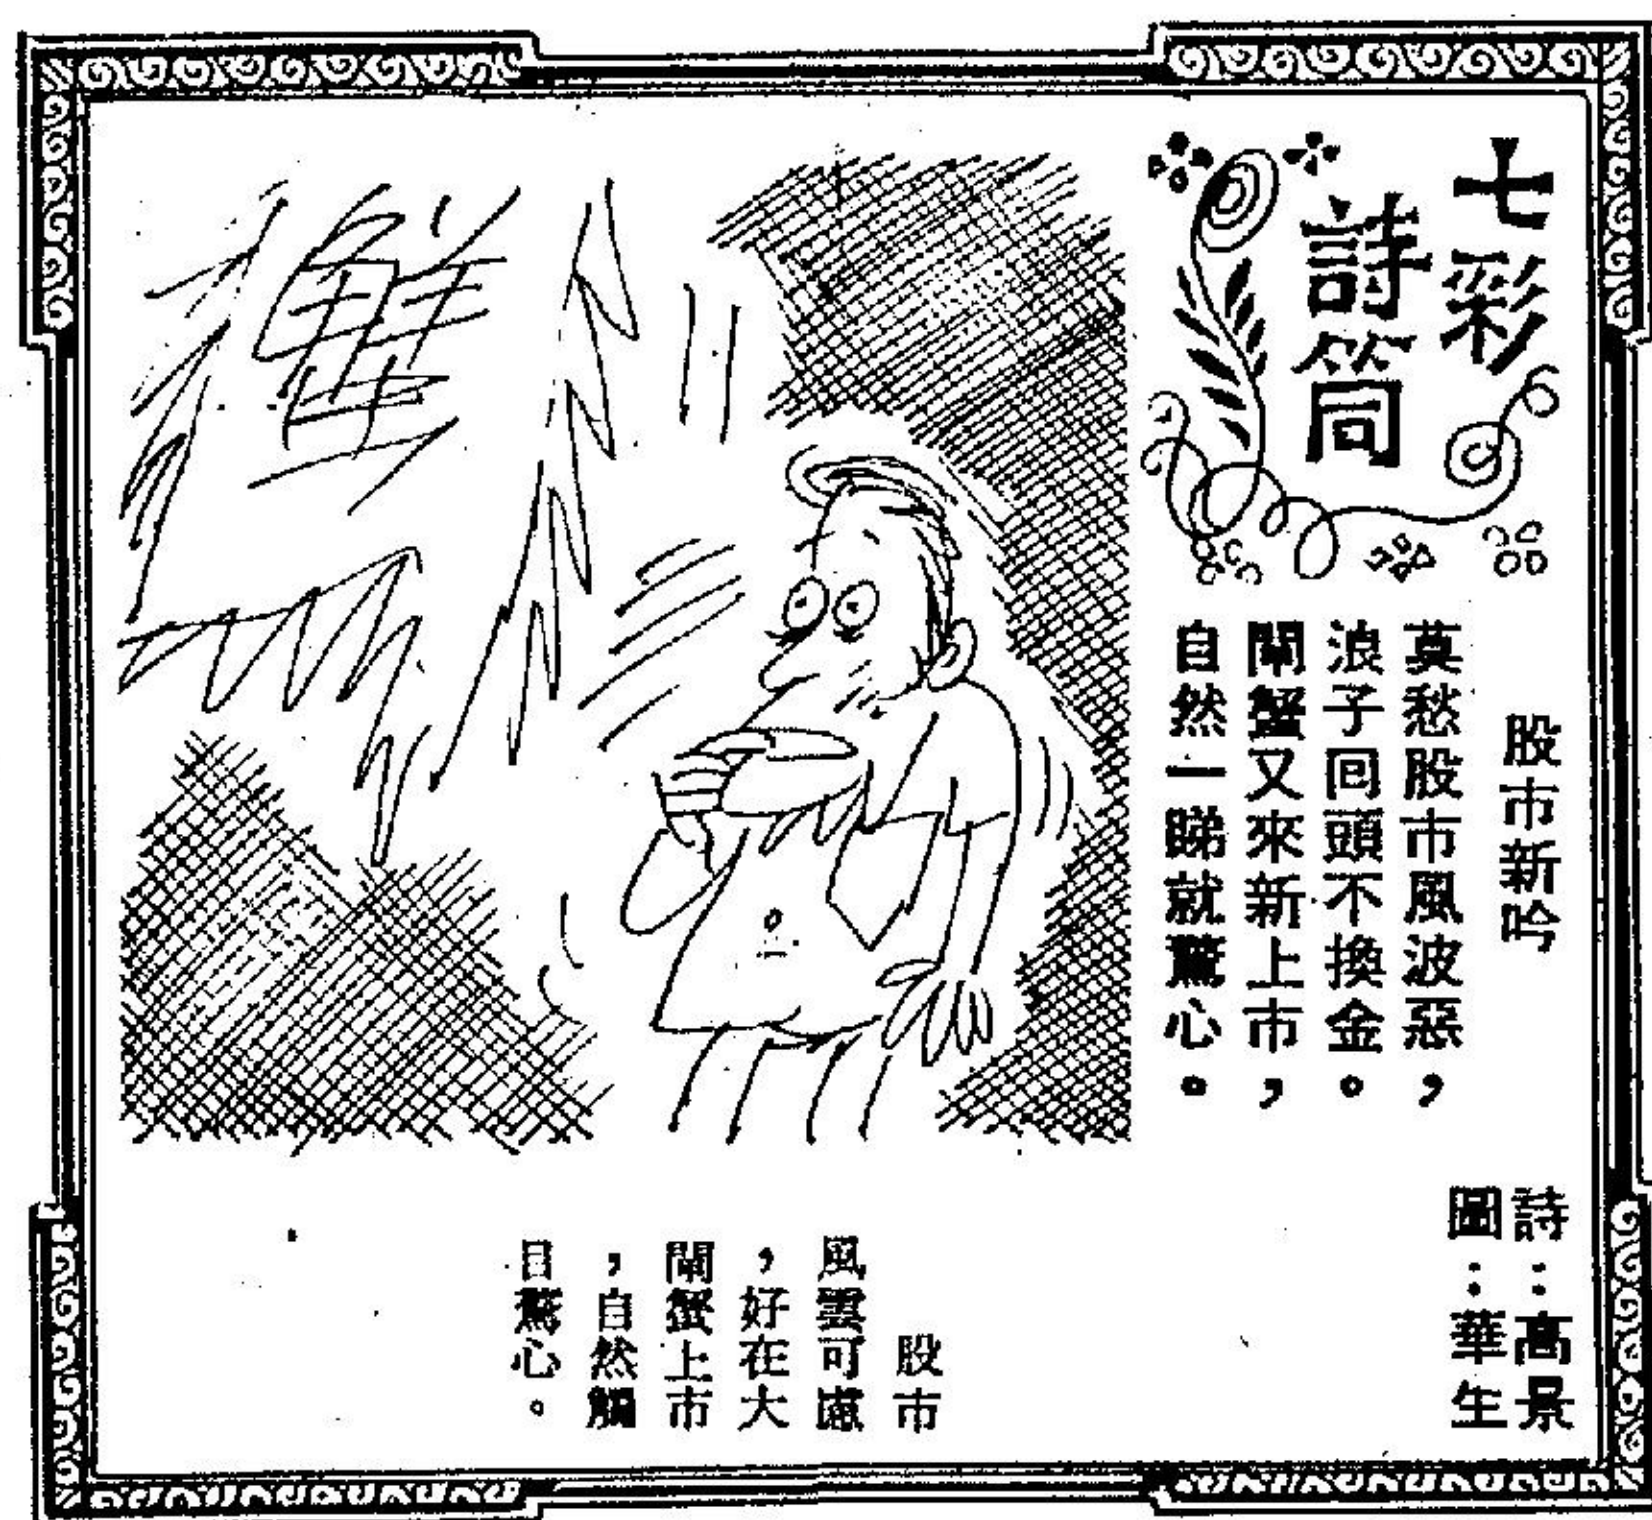 七彩
詩筒
股市新吟
莫愁股市風波惡，
浪子回頭不換金。
閘蟹又來新上市，
自然一睇就驚心。
詩：高景
圖：華生
股市
風雲可慮
，好在大
閘蟹上市
，自然觸
目驚心。